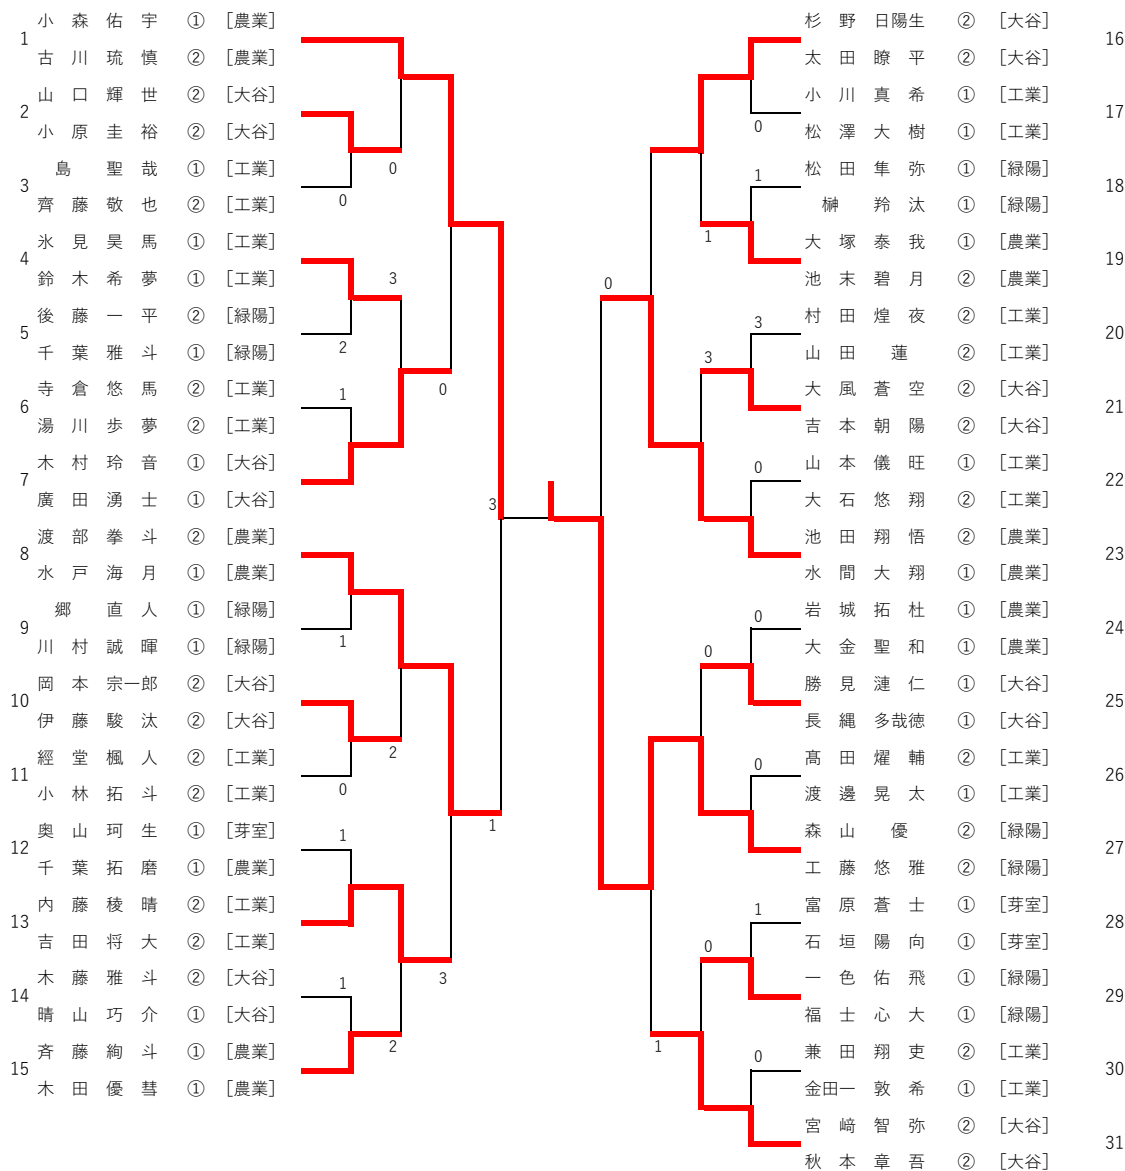 小森佑宇 ① [農業]
1
古川琉慎 ② [農業]
山口輝世 ② [大谷]
2
小原圭裕 ② [大谷]
島聖哉 ① [工業]
3
齊藤敬也 ② [工業]
氷見昊馬 ① [工業]
4
鈴木希夢 ① [工業]
後藤一平 ② [緑陽]
5
千葉雅斗 ① [緑陽]
寺倉悠馬 ② [工業]
6
湯川歩夢 ② [工業]
木村玲音 ① [大谷]
7
廣田湧士 ① [大谷]
渡部拳斗 ② [農業]
8
水戸海月 ① [農業]
郷直人 ① [緑陽]
9
川村誠暉 ① [緑陽]
岡本宗一郎 ② [大谷]
10
伊藤駿汰 ② [大谷]
經堂楓人 ② [工業]
11
小林拓斗 ② [工業]
奥山珂生 ① [芽室]
12
千葉拓磨 ① [農業]
内藤稜晴 ② [工業]
13
吉田将大 ② [工業]
木藤雅斗 ② [大谷]
14
晴山巧介 ① [大谷]
斉藤絢斗 ① [農業]
15
木田優彗 ① [農業]
0
0
3
2
1
0
1
2
0
1
1
3
1
2
3
杉野日陽生 ② [大谷]
16
太田瞭平 ② [大谷]
小川真希 ① [工業]
17
松澤大樹 ① [工業]
松田隼弥 ① [緑陽]
18
榊羚汰 ① [緑陽]
大塚泰我 ① [農業]
19
池末碧月 ② [農業]
村田煌夜 ② [工業]
20
山田蓮 ② [工業]
大風蒼空 ② [大谷]
21
吉本朝陽 ② [大谷]
山本儀旺 ① [工業]
22
大石悠翔 ② [工業]
池田翔悟 ② [農業]
23
水間大翔 ① [農業]
岩城拓杜 ① [農業]
24
大金聖和 ① [農業]
勝見漣仁 ① [大谷]
25
長縄多哉徳 ① [大谷]
髙田燿輔 ② [工業]
26
渡邊晃太 ① [工業]
森山優 ② [緑陽]
27
工藤悠雅 ② [緑陽]
富原蒼士 ① [芽室]
28
石垣陽向 ① [芽室]
一色佑飛 ① [緑陽]
29
福士心大 ① [緑陽]
兼田翔吏 ② [工業]
30
金田一敦希 ① [工業]
宮﨑智弥 ② [大谷]
31
秋本章吾 ② [大谷]
0
1
1
0
3
3
0
0
0
0
1
0
1
0